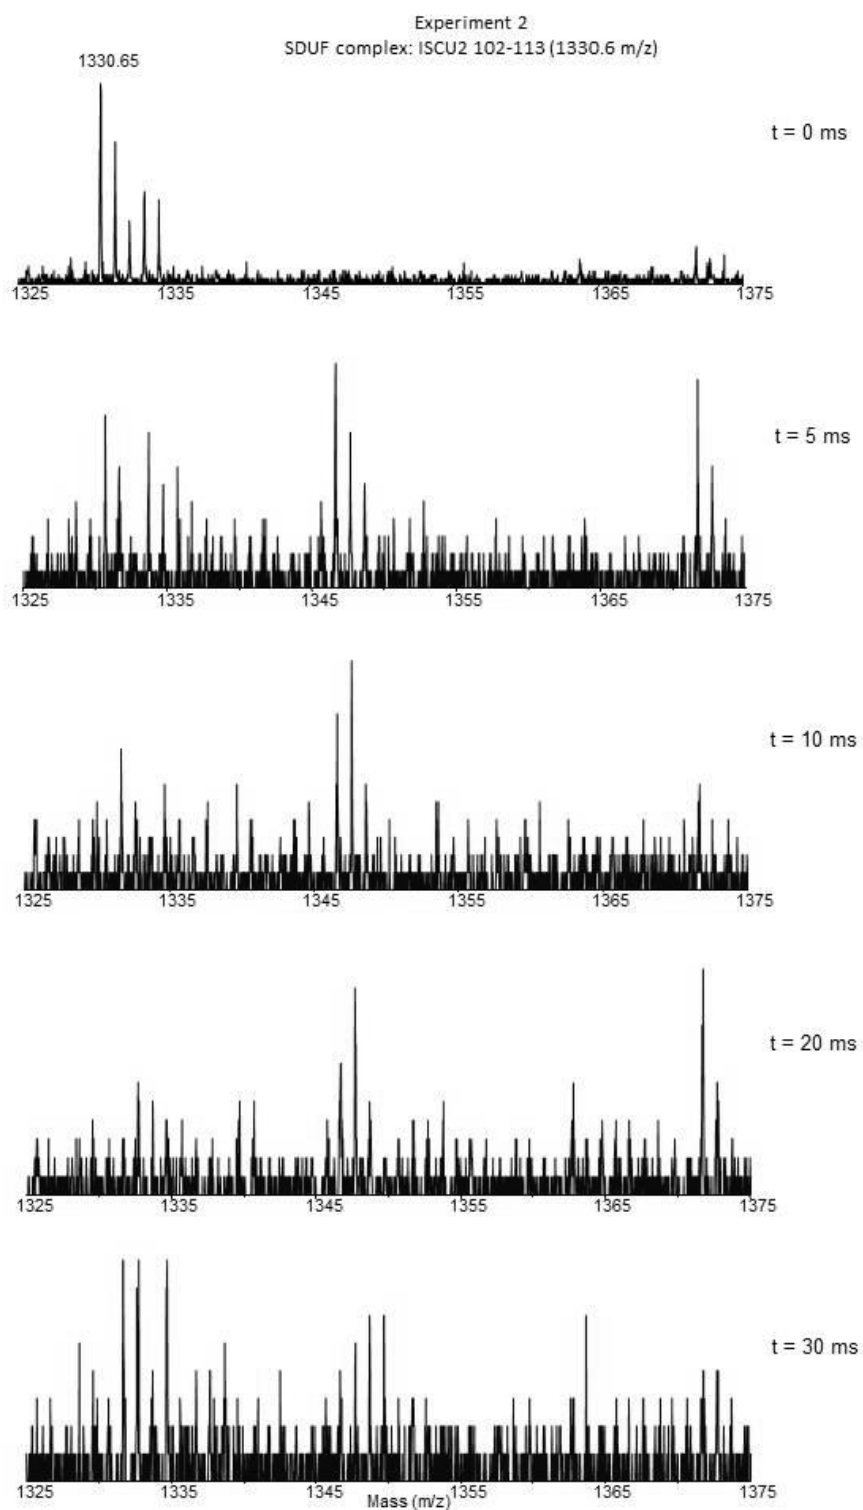 Experiment 2
SDUF complex: ISCU2 102-113 (1330.6 m/z)
1330.65
t = 0 ms
1325 1335 1345 1355 1365 1375
t = 5 ms
1325 1335 1345 1355 1365 1375
t = 10 ms
1325 1335 1345 1355 1365 1375
t = 20 ms
1325 1335 1345 1355 1365 1375
t = 30 ms
1325 1335 1345 1355 1365 1375
Mass (m/z)